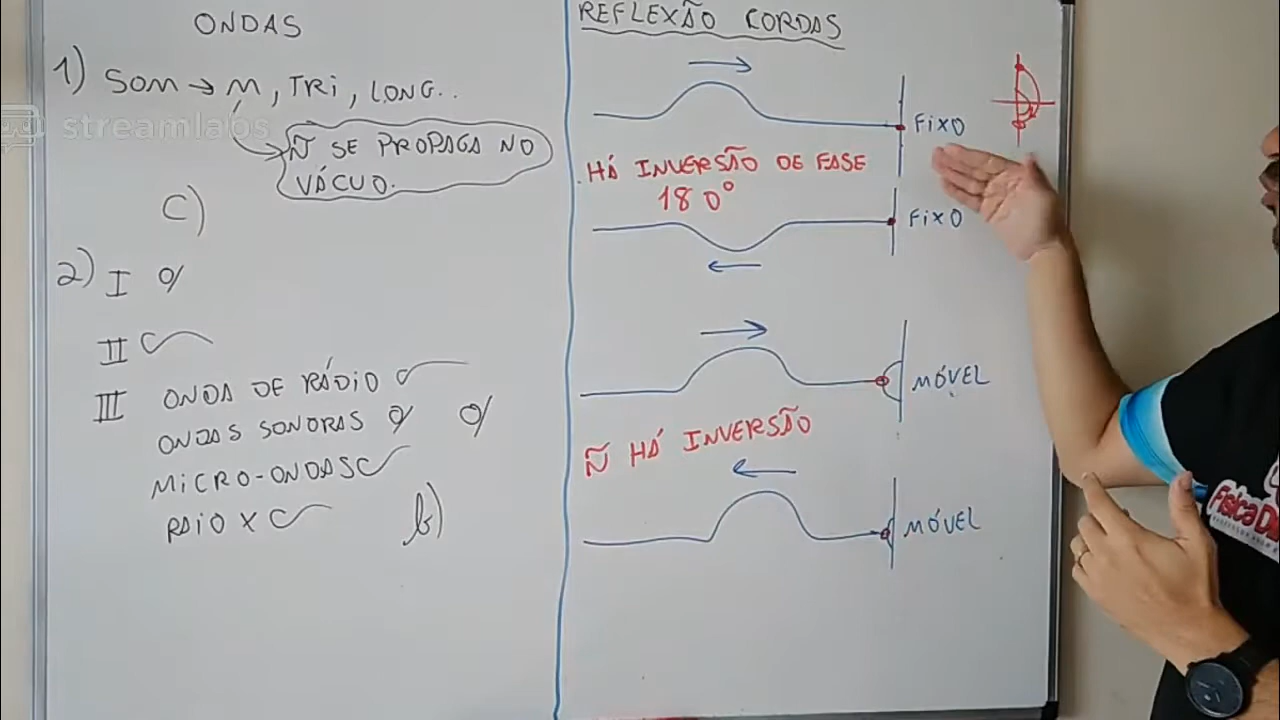 ONDAS
1) SOM → M, TRI, LONG..
streamlabs
Ñ SE PROPAGA NO
VÁCUO.
C)
2) I
II
III ONDA DE RÁDIO
ONDAS SONORAS
MICRO-ONDAS
RAIO X
b)
REFLEXÃO CORDAS
FIXO
HÁ INVERSÃO DE FASE
180°
FIXO
MÓVEL
Ñ HÁ INVERSÃO
MÓVEL